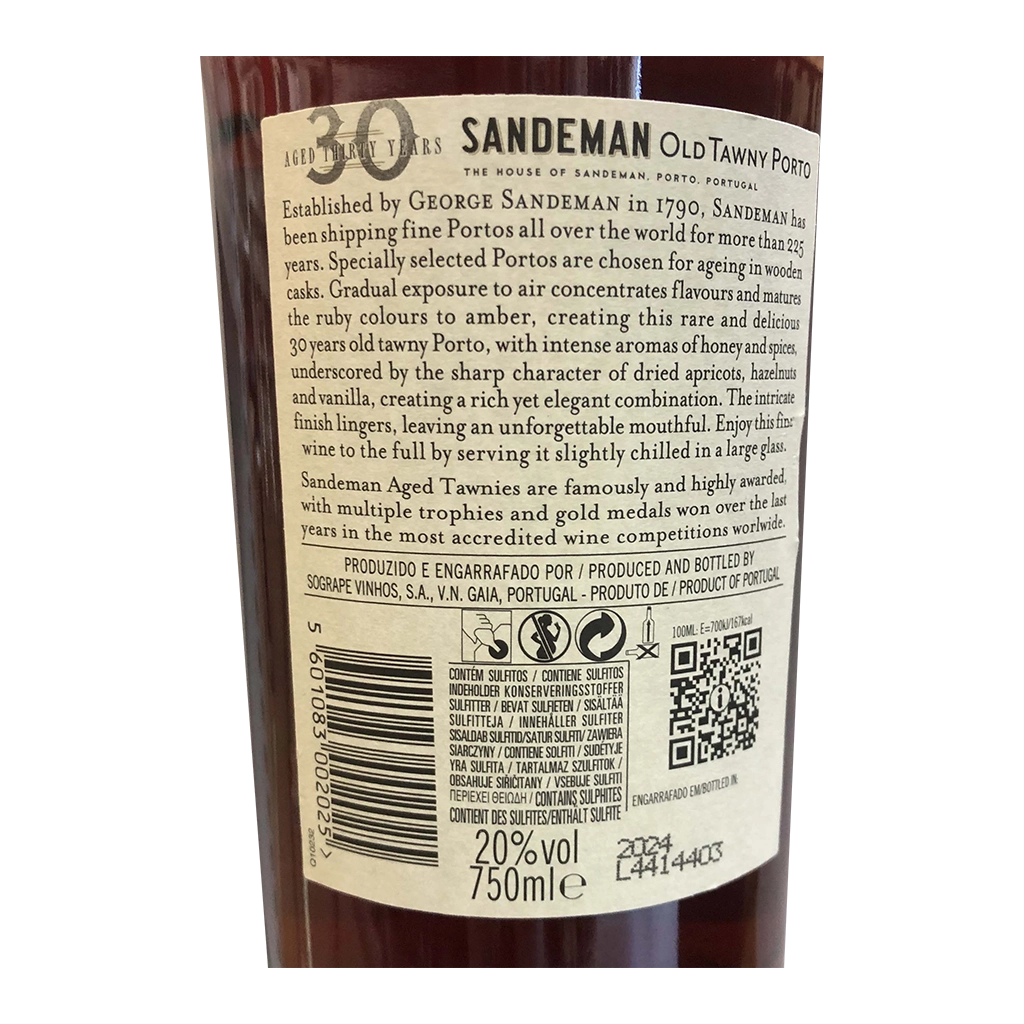 30
AGED THIRTY YEARS
SANDEMAN OLD TAWNY PORTO
THE HOUSE OF SANDEMAN, PORTO, PORTUGAL
Established by GEORGE SANDEMAN in 1790, SANDEMAN has
been shipping fine Portos all over the world for more than 225
years. Specially selected Portos are chosen for ageing in wooden
casks. Gradual exposure to air concentrates flavours and matures
the ruby colours to amber, creating this rare and delicious
30 years old tawny Porto, with intense aromas of honey and spices,
underscored by the sharp character of dried apricots, hazelnuts
and vanilla, creating a rich yet elegant combination. The intricate
finish lingers, leaving an unforgettable mouthful. Enjoy this fine
wine to the full by serving it slightly chilled in a large glass.
Sandeman Aged Tawnies are famously and highly awarded,
with multiple trophies and gold medals won over the last
years in the most accredited wine competitions worlwide.
PRODUZIDO E ENGARRAFADO POR / PRODUCED AND BOTTLED BY
SOGRAPE VINHOS, S.A., V.N. GAIA, PORTUGAL - PRODUTO DE / PRODUCT OF PORTUGAL
5 601083 002025 >
210232
CONTÉM SULFITOS / CONTIENE SULFITOS
INDEHOLDER KONSERVERINGSSTOFFER
SULFITTER / BEVAT SULFIETEN / SISÄLTÄÄ
SULFITTEJA / INNEHÅLLER SULFITER
SISALDAB SULFITID/SATUR SULFITI/ ZAWIERA
SIARCZYNY / CONTIENE SOLFITI / SUDĖTYJE
YRA SULFITA / TARTALMAZ SZULFITOK /
OBSAHUJE SIŘIČITANY / VSEBUJE SULFITI
ΠΕΡΙΕΧΕΙ ΘΕΙΩΔΗ / CONTAINS SULPHITES
CONTIENT DES SULFITES/ENTHÄLT SULFITE
20%vol
750ml e
100ML: E=700kJ/167kcal
i
ENGARRAFADO EM/BOTTLED IN:
2024
L4414403